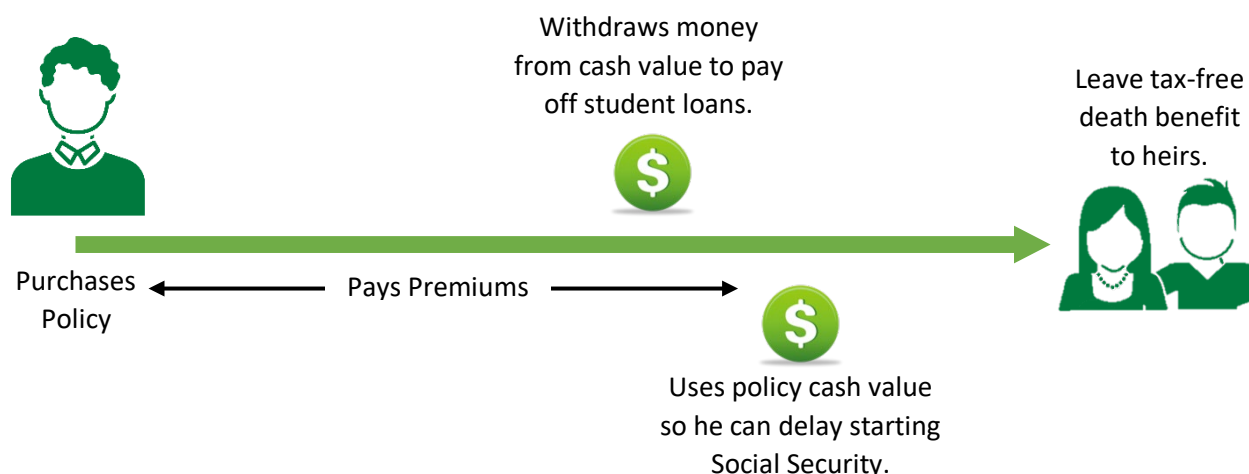 Withdraws money
from cash value to pay
off student loans.
$
Leave tax-free
death benefit
to heirs.
Purchases
Policy
Pays Premiums
$
Uses policy cash value
so he can delay starting
Social Security.